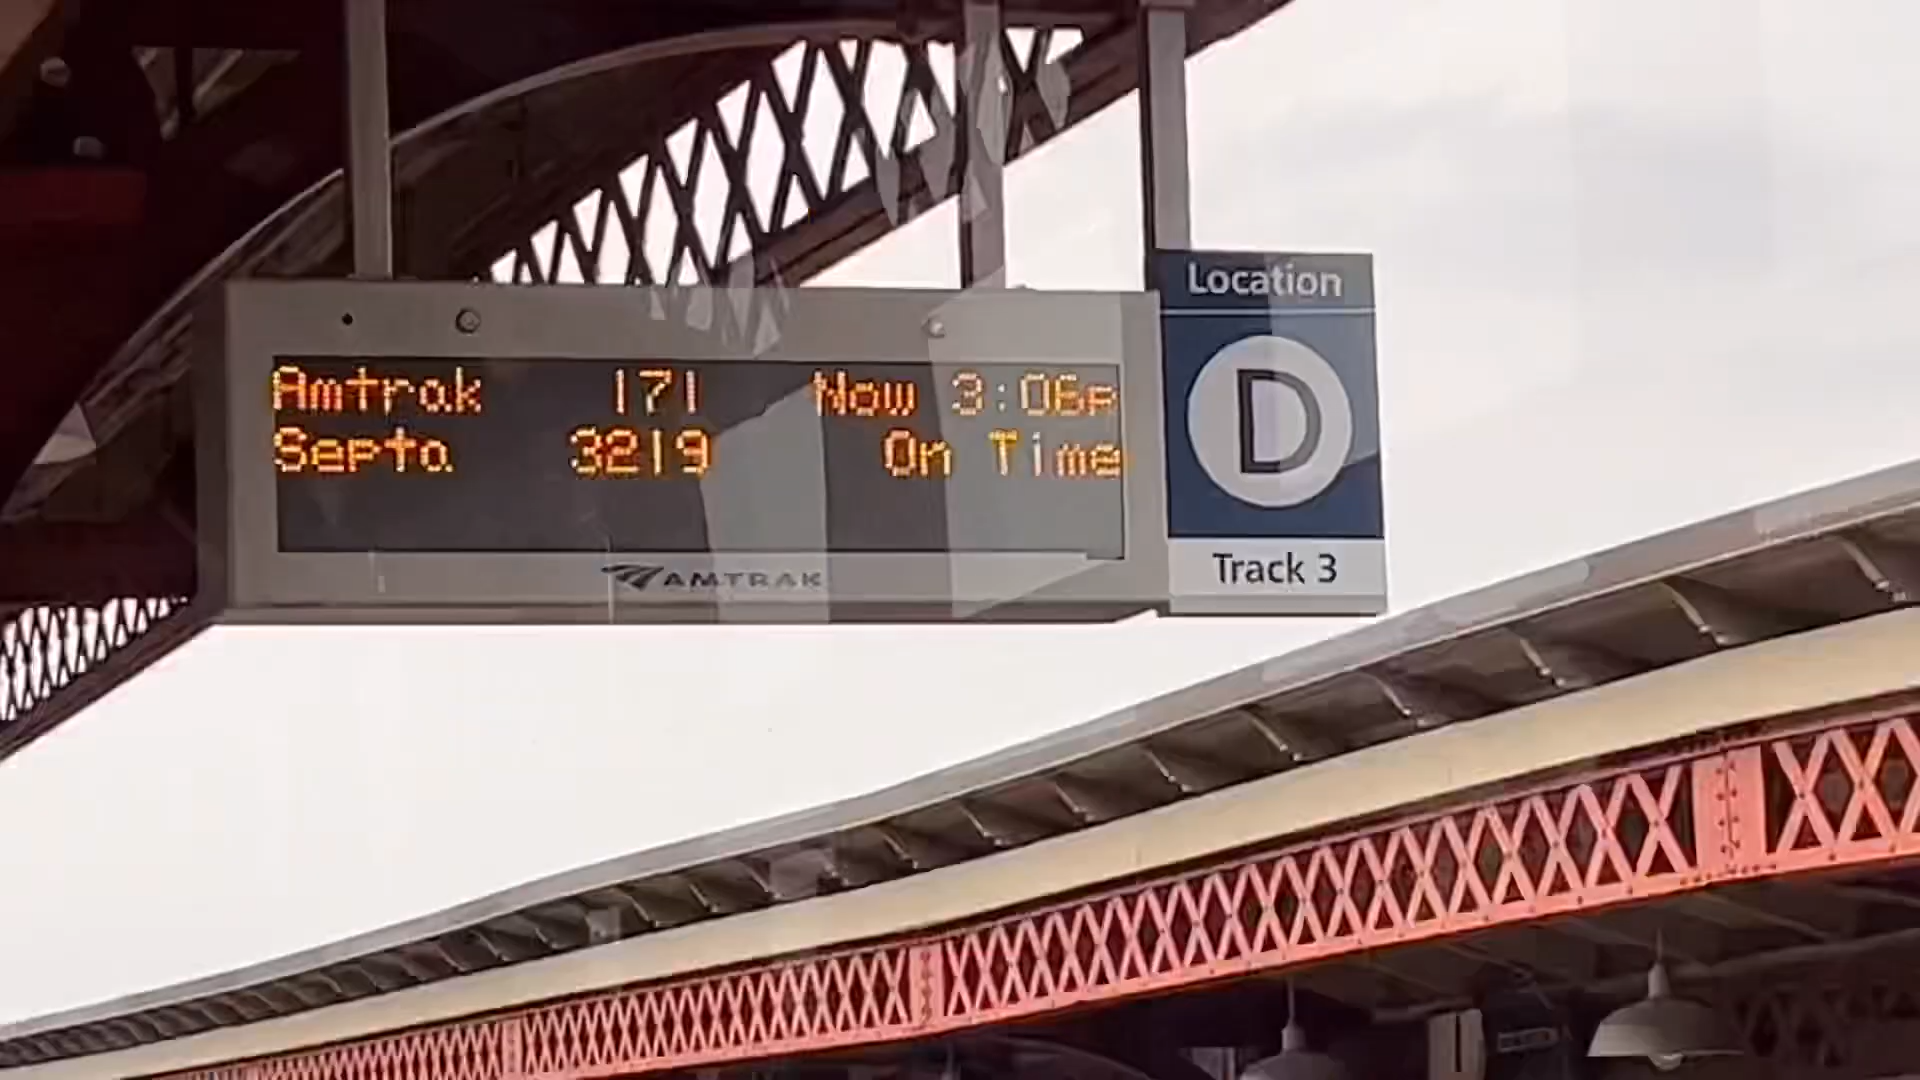 Location
D
Track 3
Amtrak 171 Now 3:06p
Septa 3219 On Time
AMTRAK